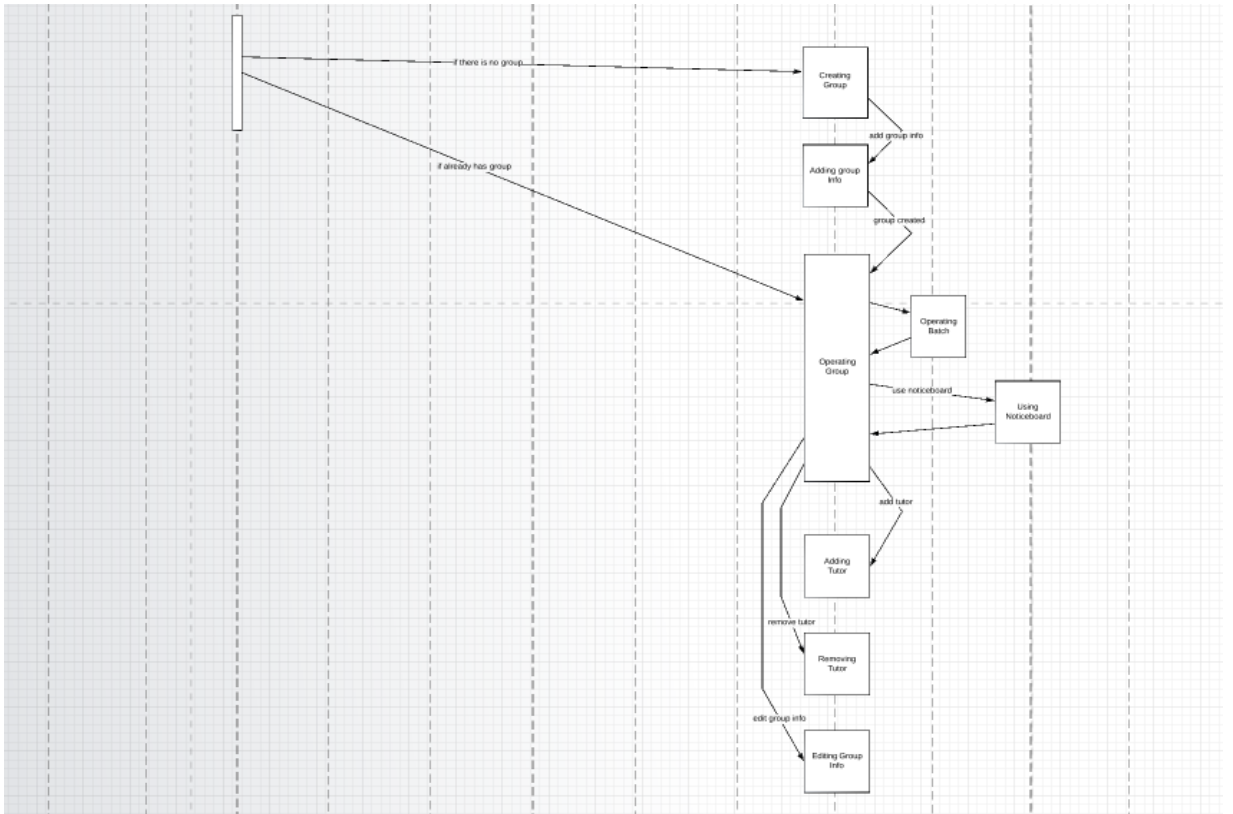 if there is no group
Creating
Group
add group info
if already has group
Adding group
Info
group created
Operating
Batch
Operating
Group
use noticeboard
Using
Noticeboard
add tutor
Adding
Tutor
remove tutor
Removing
Tutor
edit group info
Editing Group
Info